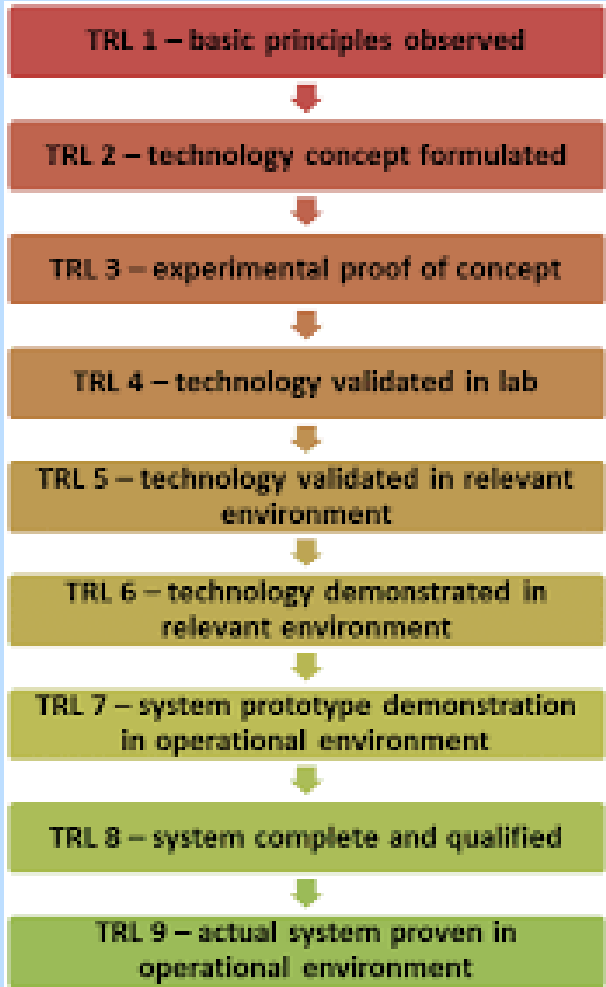 TRL 1 – basic principles observed
TRL 2 – technology concept formulated
TRL 3 – experimental proof of concept
TRL 4 – technology validated in lab
TRL 5 – technology validated in relevant
environment
TRL 6 – technology demonstrated in
relevant environment
TRL 7 – system prototype demonstration
in operational environment
TRL 8 – system complete and qualified
TRL 9 – actual system proven in
operational environment